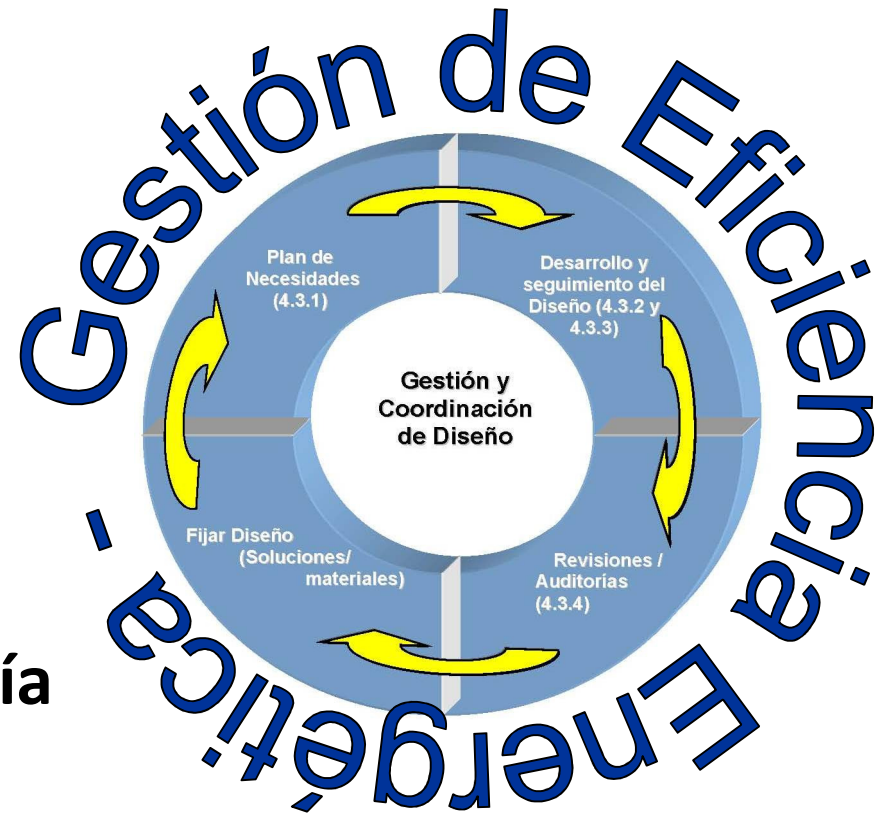 Gestión de Eficiencia Energética -
Plan de
Necesidades
(4.3.1)
Desarrollo y
seguimiento del
Diseño (4.3.2 y
4.3.3)
Gestión y
Coordinación
de Diseño
Fijar Diseño
(Soluciones/
materiales)
Revisiones /
Auditorías
(4.3.4)
ía